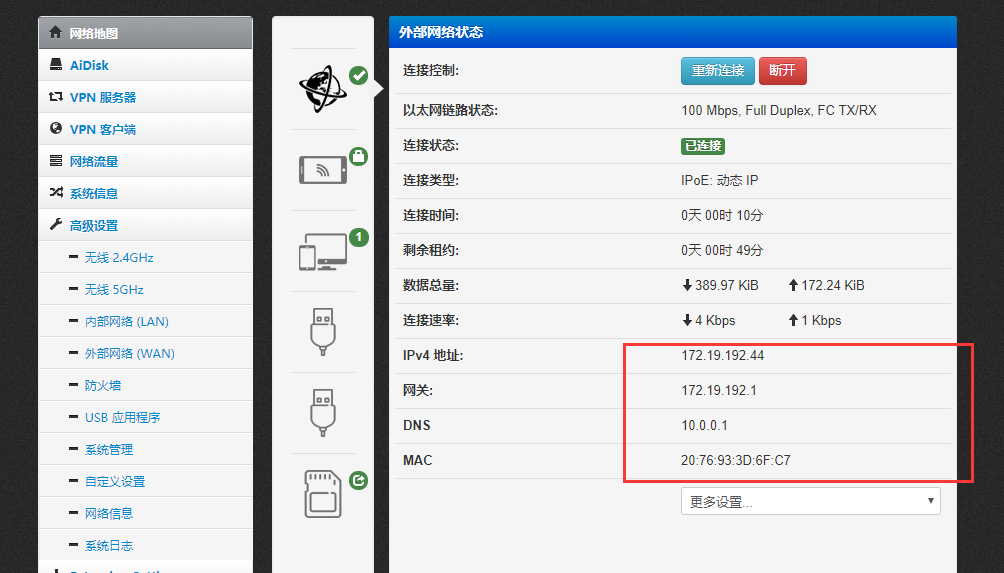 网络地图
AiDisk
VPN 服务器
VPN 客户端
网络流量
系统信息
高级设置
无线 2.4GHz
无线 5GHz
内部网络 (LAN)
外部网络 (WAN)
防火墙
USB 应用程序
系统管理
自定义设置
网络信息
系统日志
1
外部网络状态
连接控制: 重新连接 断开
以太网链路状态: 100 Mbps, Full Duplex, FC TX/RX
连接状态: 已连接
连接类型: IPoE: 动态 IP
连接时间: 0天 00时 10分
剩余租约: 0天 00时 49分
数据总量: 389.97 KiB 172.24 KiB
连接速率: 4 Kbps 1 Kbps
IPv4 地址: 172.19.192.44
网关: 172.19.192.1
DNS 10.0.0.1
MAC 20:76:93:3D:6F:C7
更多设置...